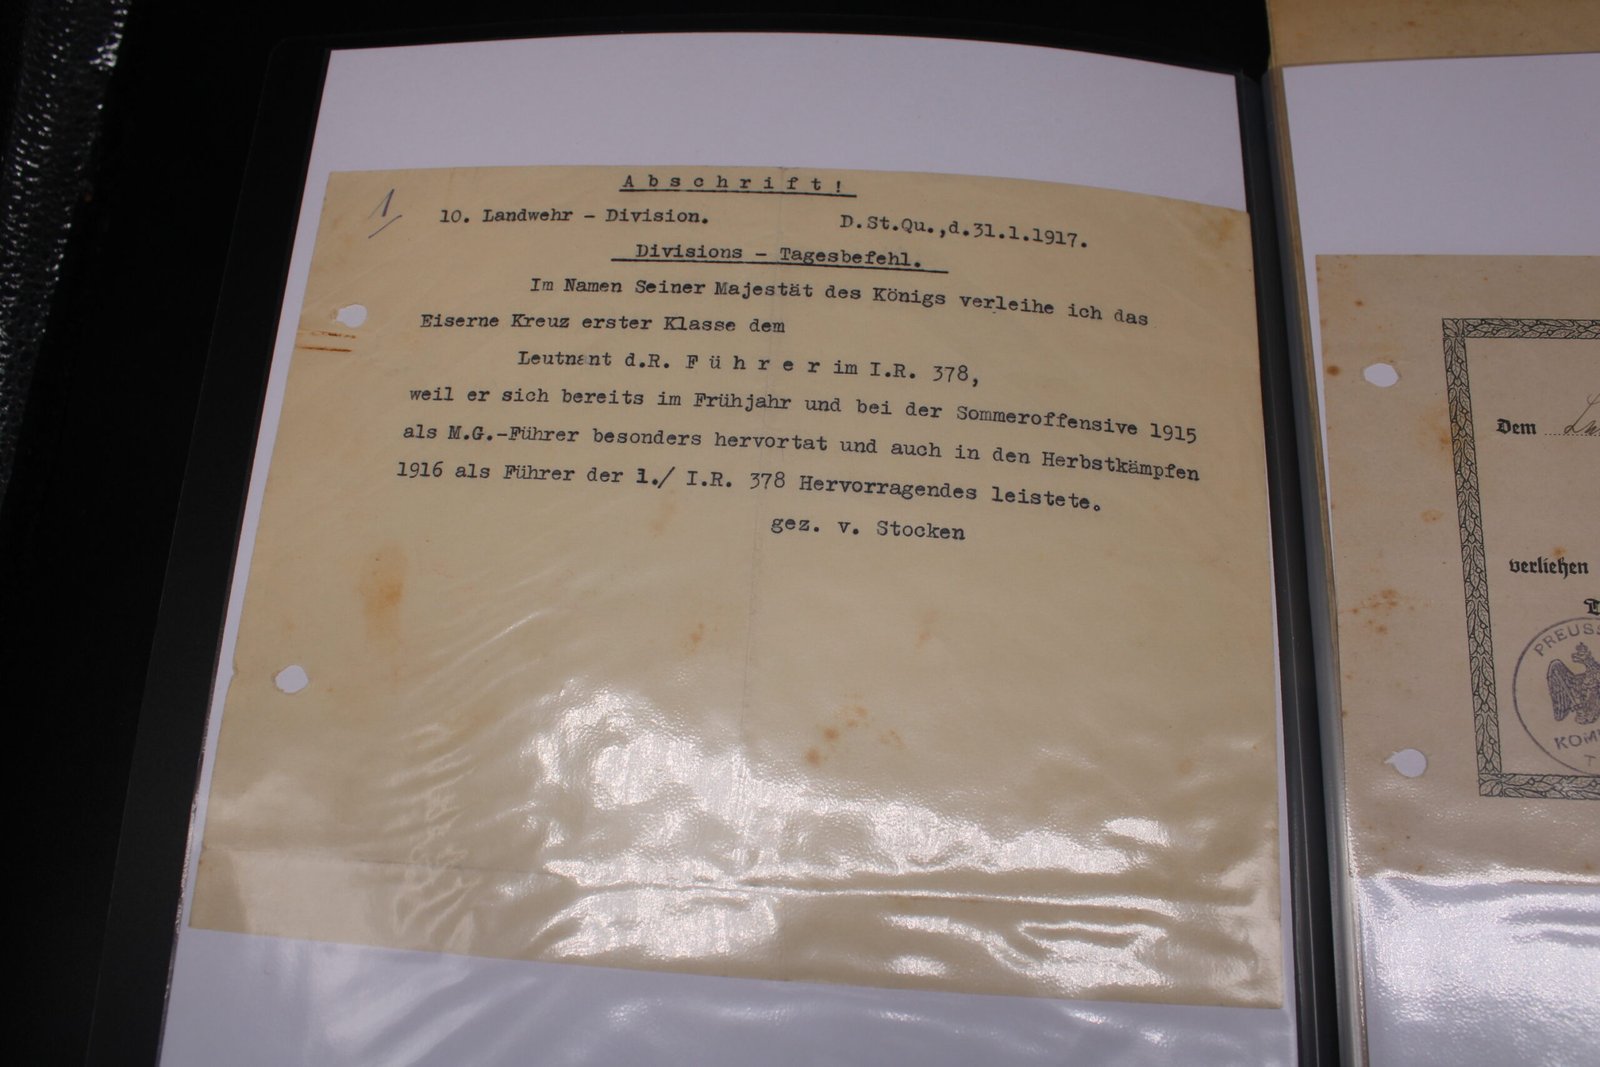 1
A b s c h r i f t !
10. Landwehr - Division. D.St.Qu.,d.31.1.1917.
Divisions - Tagesbefehl.
Im Namen Seiner Majestät des Königs verleihe ich das
Eiserne Kreuz erster Klasse dem
Leutnant d.R. F ü h r e r im I.R. 378,
weil er sich bereits im Frühjahr und bei der Sommeroffensive 1915
als M.G.-Führer besonders hervortat und auch in den Herbstkämpfen
1916 als Führer der 1./ I.R. 378 Hervorragendes leistete.
gez. v. Stocken
Dem
verliehen
PREUSS
KOM